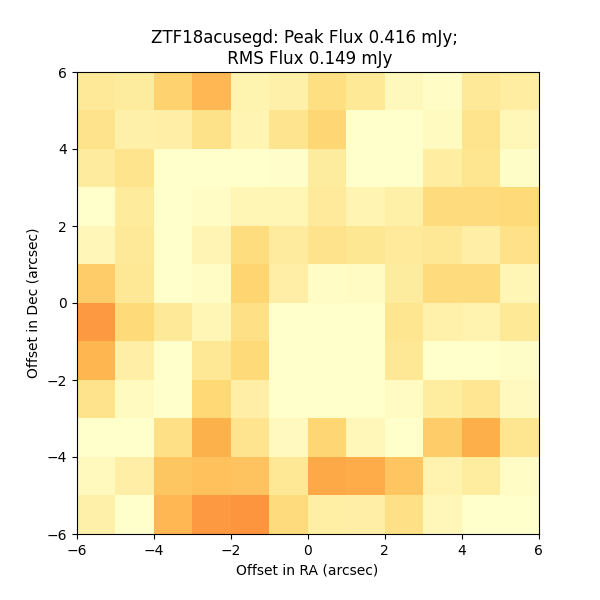 ZTF18acusegd: Peak Flux 0.416 mJy;
RMS Flux 0.149 mJy
6
4
2
0
−2
−4
−6
Offset in Dec (arcsec)
−6 −4 −2 0 2 4 6
Offset in RA (arcsec)